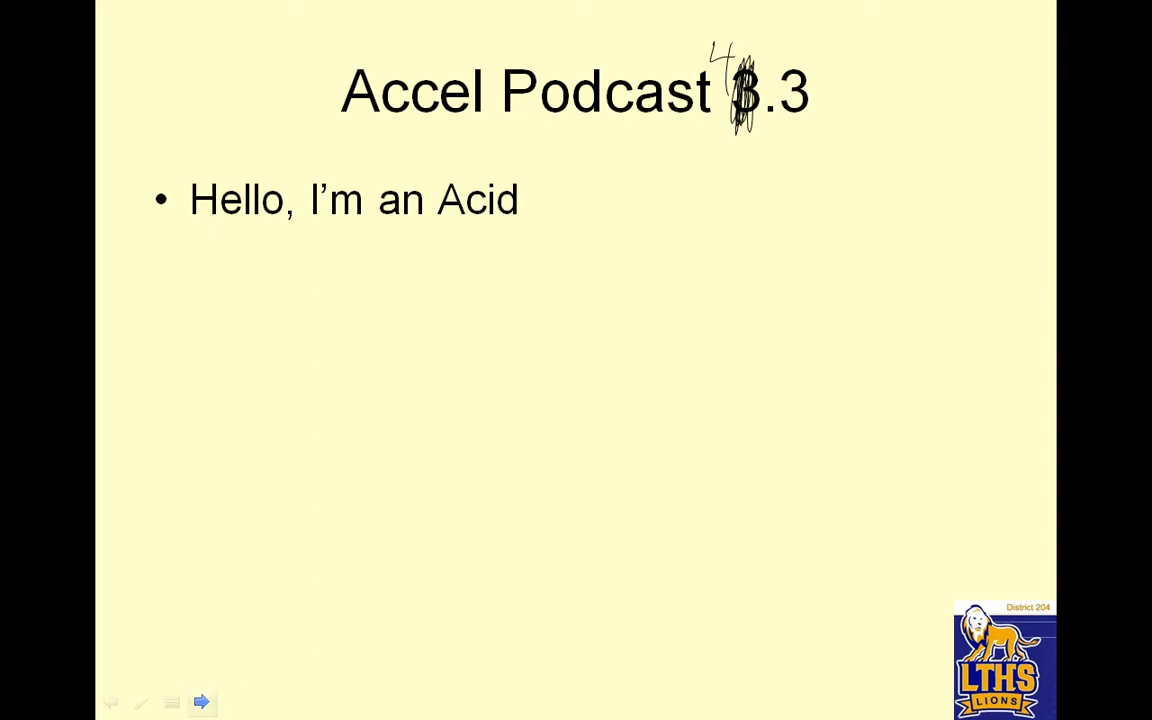 Accel Podcast 4.3
• Hello, I'm an Acid
District 204
LTHS
LIONS